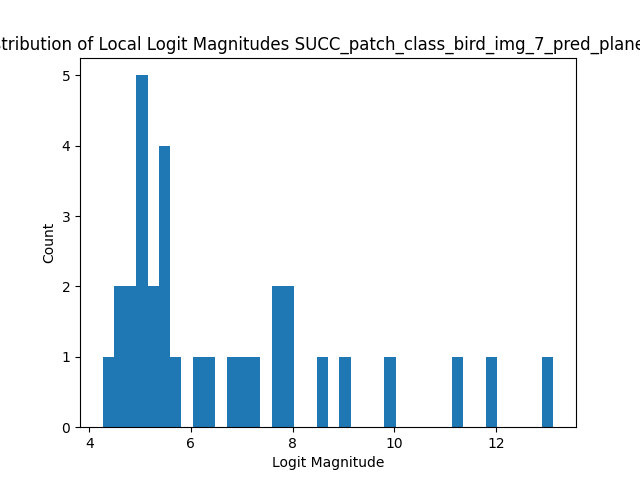 tribution of Local Logit Magnitudes SUCC_patch_class_bird_img_7_pred_plane
5
4
3
2
1
0
Count
4 6 8 10 12
Logit Magnitude